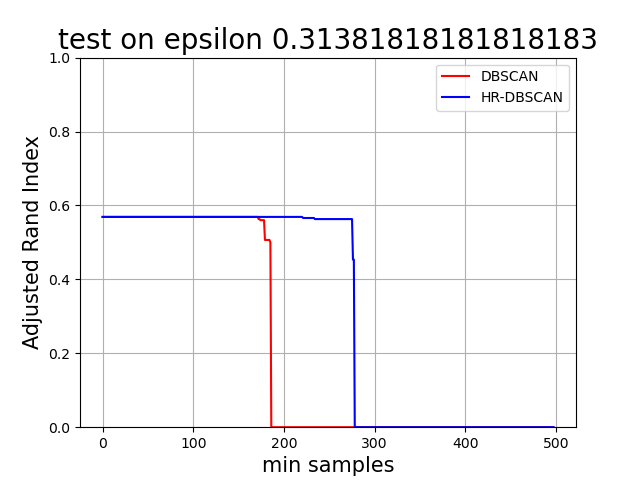 test on epsilon 0.31381818181818183
1.0
0.8
0.6
0.4
0.2
0.0
Adjusted Rand Index
DBSCAN
HR-DBSCAN
0 100 200 300 400 500
min samples